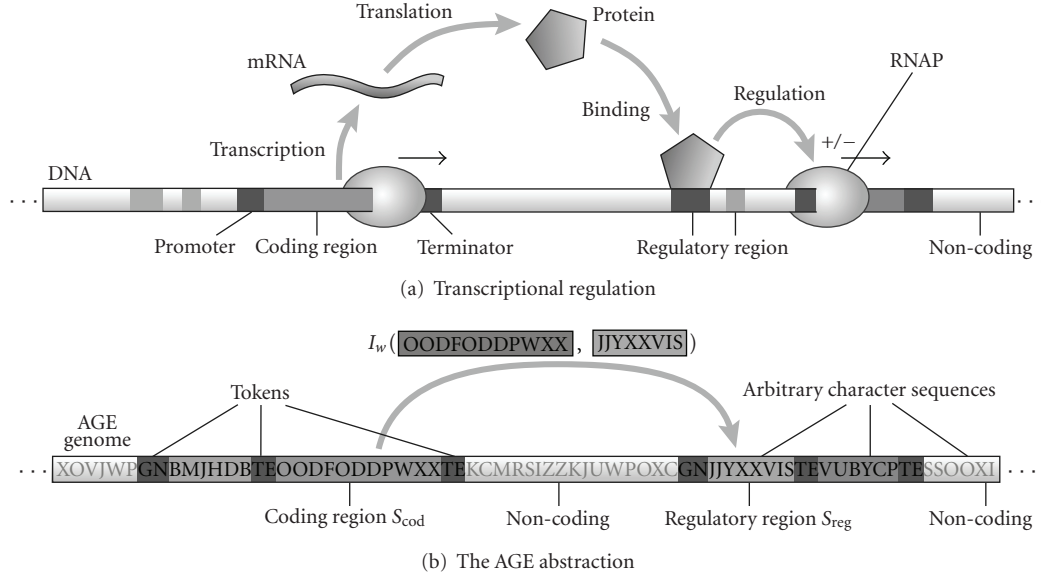 Translation
Protein
mRNA
RNAP
Binding
Regulation
Transcription
+/−
DNA
· · ·
· ·
Promoter
Coding region
Terminator
Regulatory region
Non-coding
(a) Transcriptional regulation
I_w( OODFODDPWXX , JJYXXVIS )
Tokens
Arbitrary character sequences
AGE
genome
· · · XOVJWPGNBMJHDBTEOODFODDPWXXTEKCMRSIZZKJUWPOXCGNJJYXXVISTEVUBYCPTESSOOXI · · ·
Coding region S_cod
Non-coding
Regulatory region S_reg
Non-coding
(b) The AGE abstraction